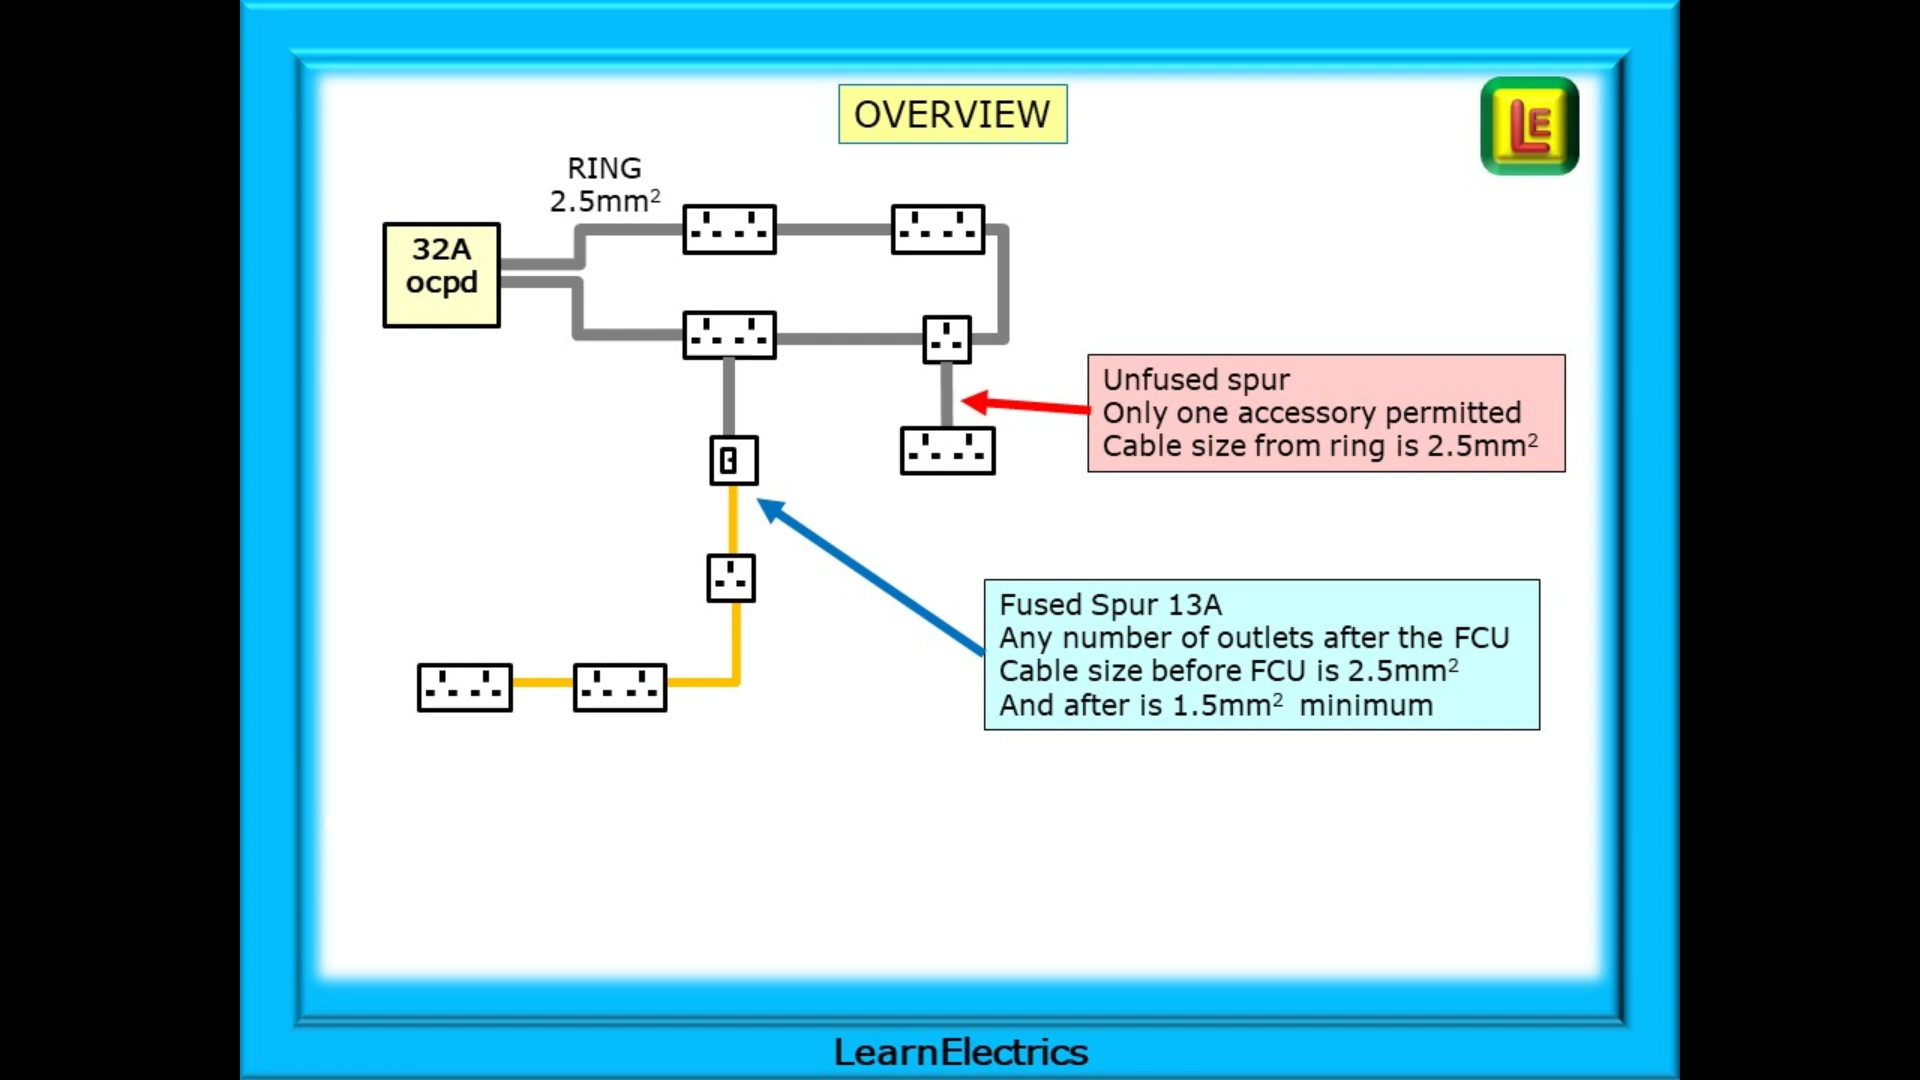 OVERVIEW
LE
RING
2.5mm²
32A
ocpd
Unfused spur
Only one accessory permitted
Cable size from ring is 2.5mm²
Fused Spur 13A
Any number of outlets after the FCU
Cable size before FCU is 2.5mm²
And after is 1.5mm² minimum
LearnElectrics